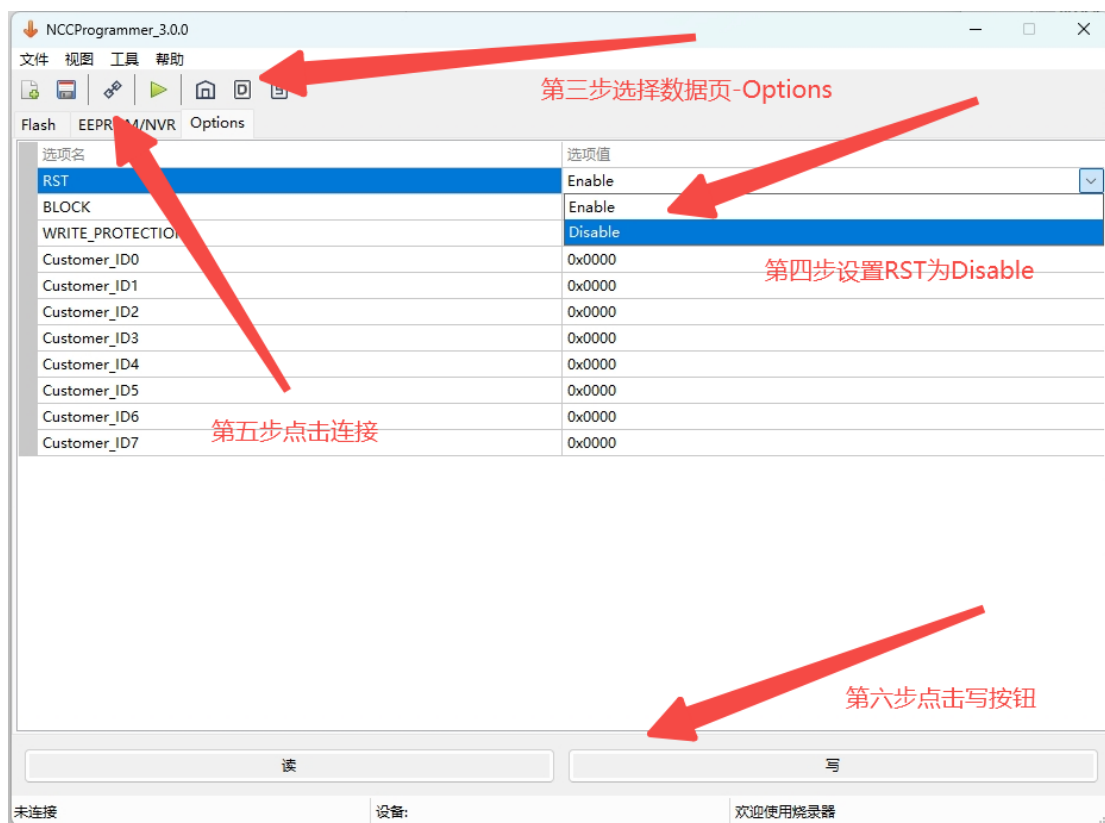 NCCProgrammer_3.0.0
文件 视图 工具 帮助
第三步选择数据页-Options
Flash EEPROM/NVR Options
选项名 选项值
RST Enable
BLOCK Enable
WRITE_PROTECTION Disable
Customer_ID0 0x0000
第四步设置RST为Disable
Customer_ID1 0x0000
Customer_ID2 0x0000
Customer_ID3 0x0000
Customer_ID4 0x0000
Customer_ID5 0x0000
Customer_ID6 0x0000
第五步点击连接
Customer_ID7 0x0000
第六步点击写按钮
读 写
未连接 设备: 欢迎使用烧录器